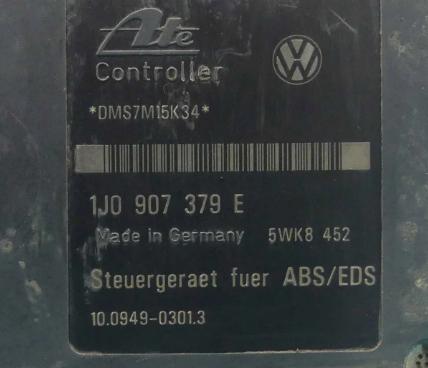 Ate
Controller
*DMS7M15K34*
1J0 907 379 E
Made in Germany 5WK8 452
Steuergeraet fuer ABS/EDS
10.0949-0301.3